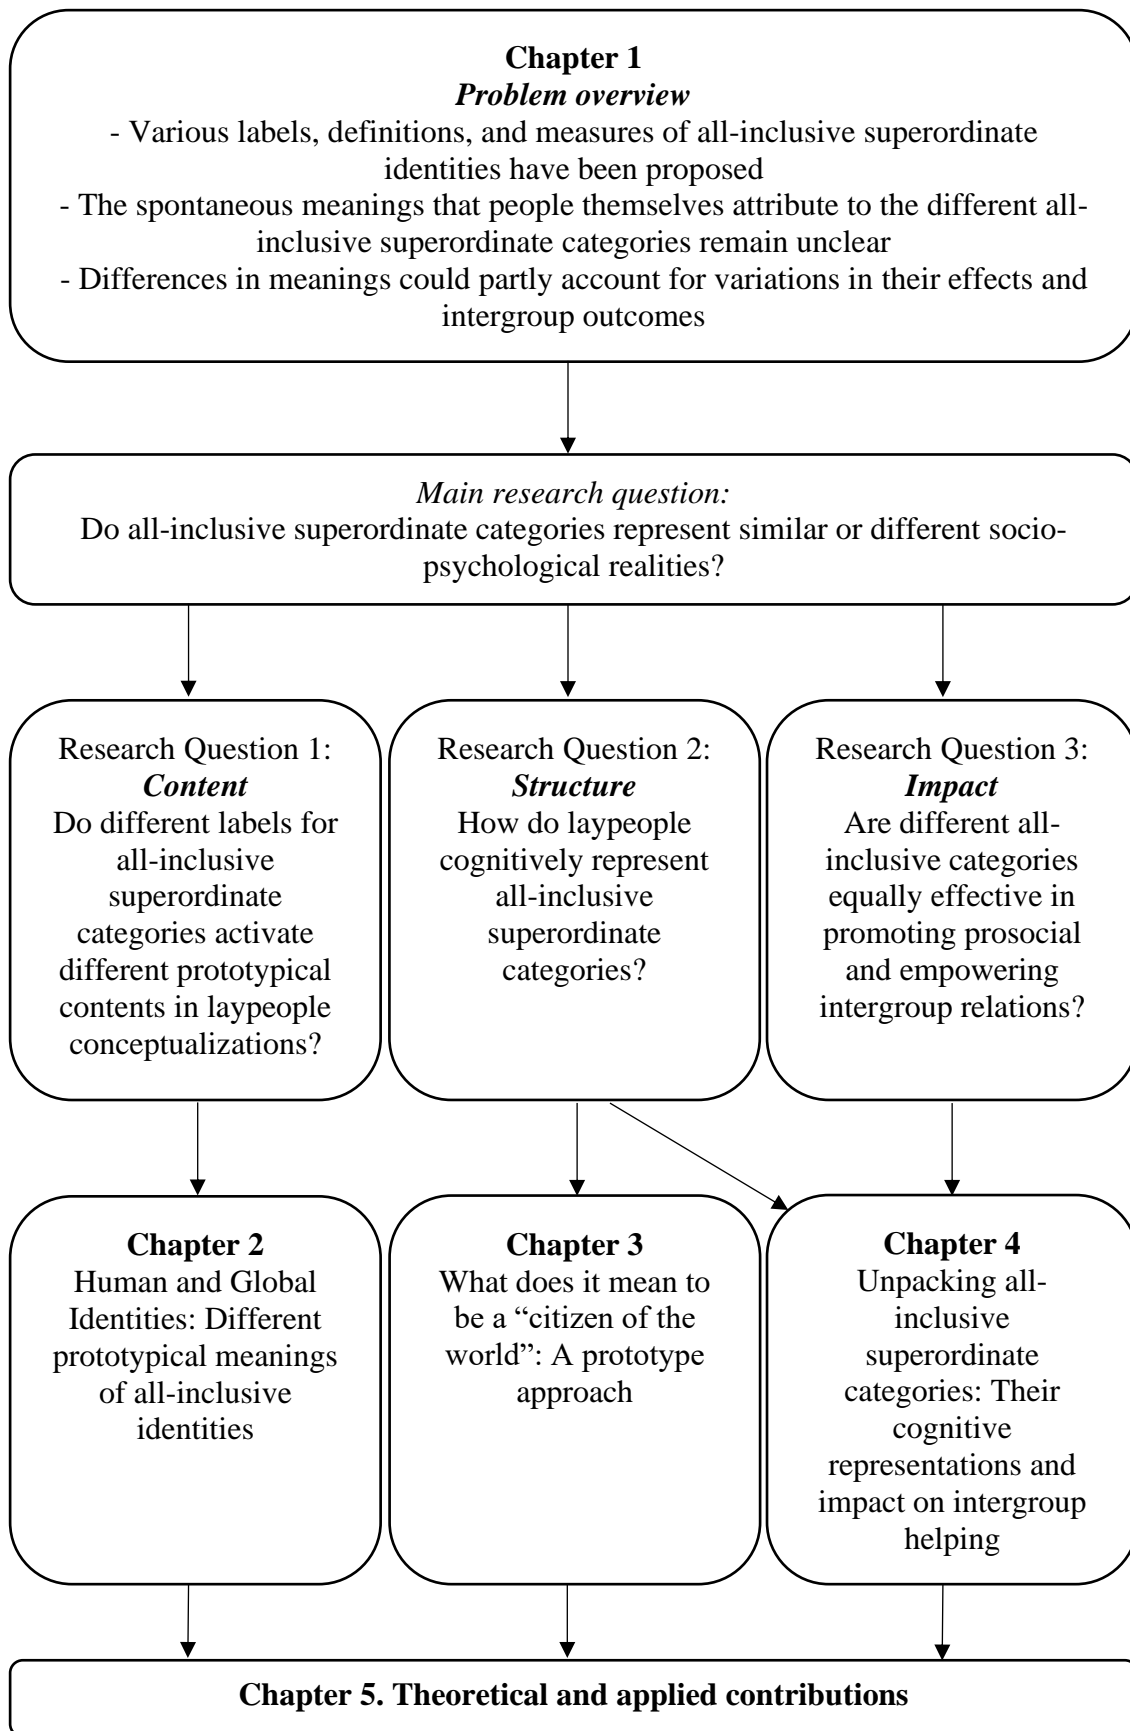 Chapter 1
Problem overview
- Various labels, definitions, and measures of all-inclusive superordinate
identities have been proposed
- The spontaneous meanings that people themselves attribute to the different all-
inclusive superordinate categories remain unclear
- Differences in meanings could partly account for variations in their effects and
intergroup outcomes
Main research question:
Do all-inclusive superordinate categories represent similar or different socio-
psychological realities?
Research Question 1:
Content
Do different labels for
all-inclusive
superordinate
categories activate
different prototypical
contents in laypeople
conceptualizations?
Research Question 2:
Structure
How do laypeople
cognitively represent
all-inclusive
superordinate
categories?
Research Question 3:
Impact
Are different all-
inclusive categories
equally effective in
promoting prosocial
and empowering
intergroup relations?
Chapter 2
Human and Global
Identities: Different
prototypical meanings
of all-inclusive
identities
Chapter 3
What does it mean to
be a “citizen of the
world”: A prototype
approach
Chapter 4
Unpacking all-
inclusive
superordinate
categories: Their
cognitive
representations and
impact on intergroup
helping
Chapter 5. Theoretical and applied contributions